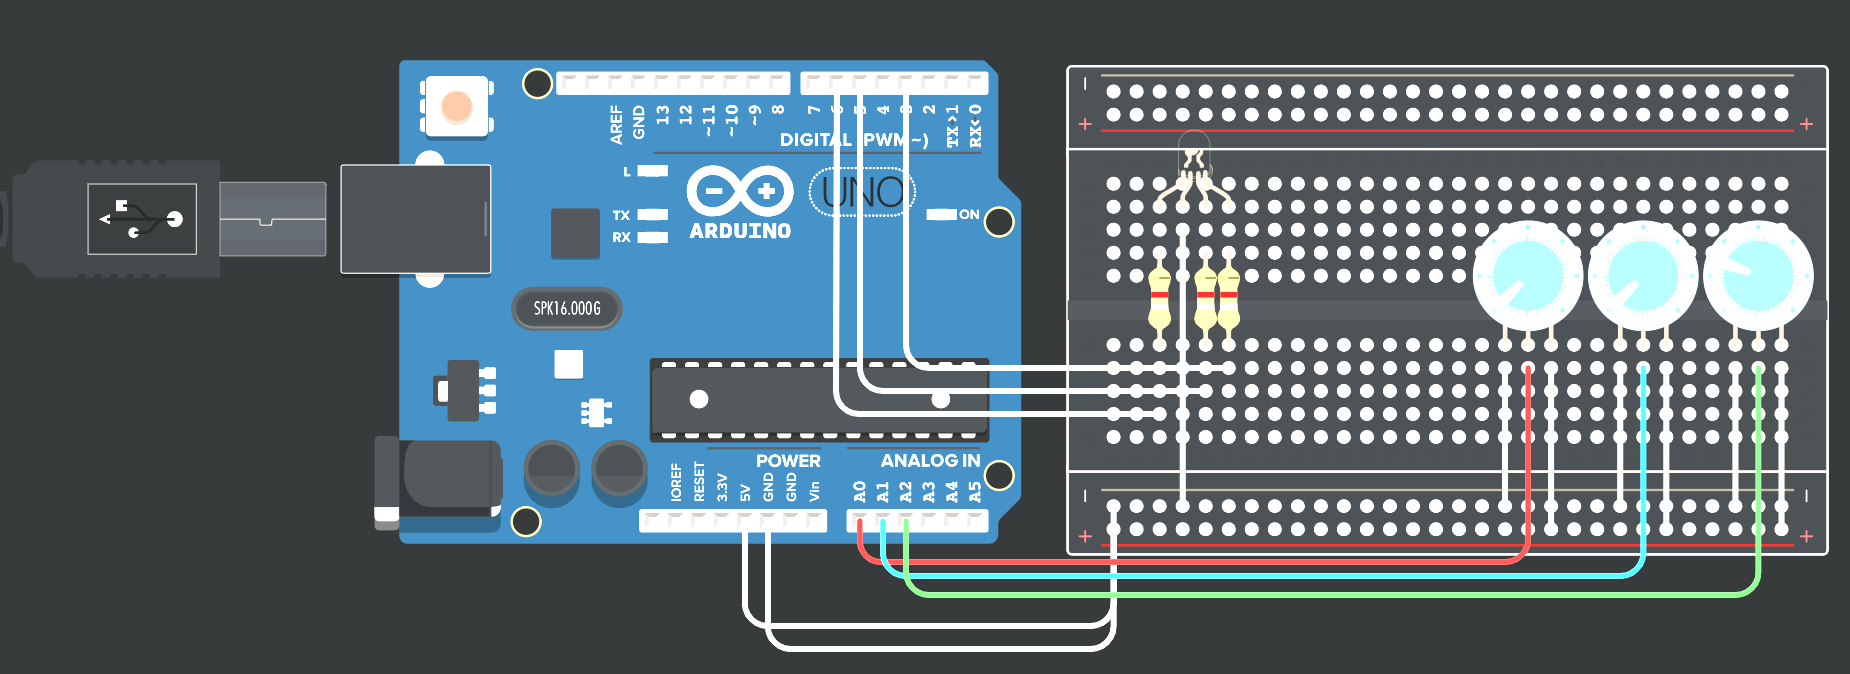 AREF
GND
13
12
~11
~10
~9
8
7
6
5
4
3
2
TX>1
RX<0
DIGITAL (PWM~)
L
TX
RX
ARDUINO
UNO
ON
SPK16.000G
POWER
ANALOG IN
IOREF
RESET
3.3V
5V
GND
GND
Vin
A0
A1
A2
A3
A4
A5